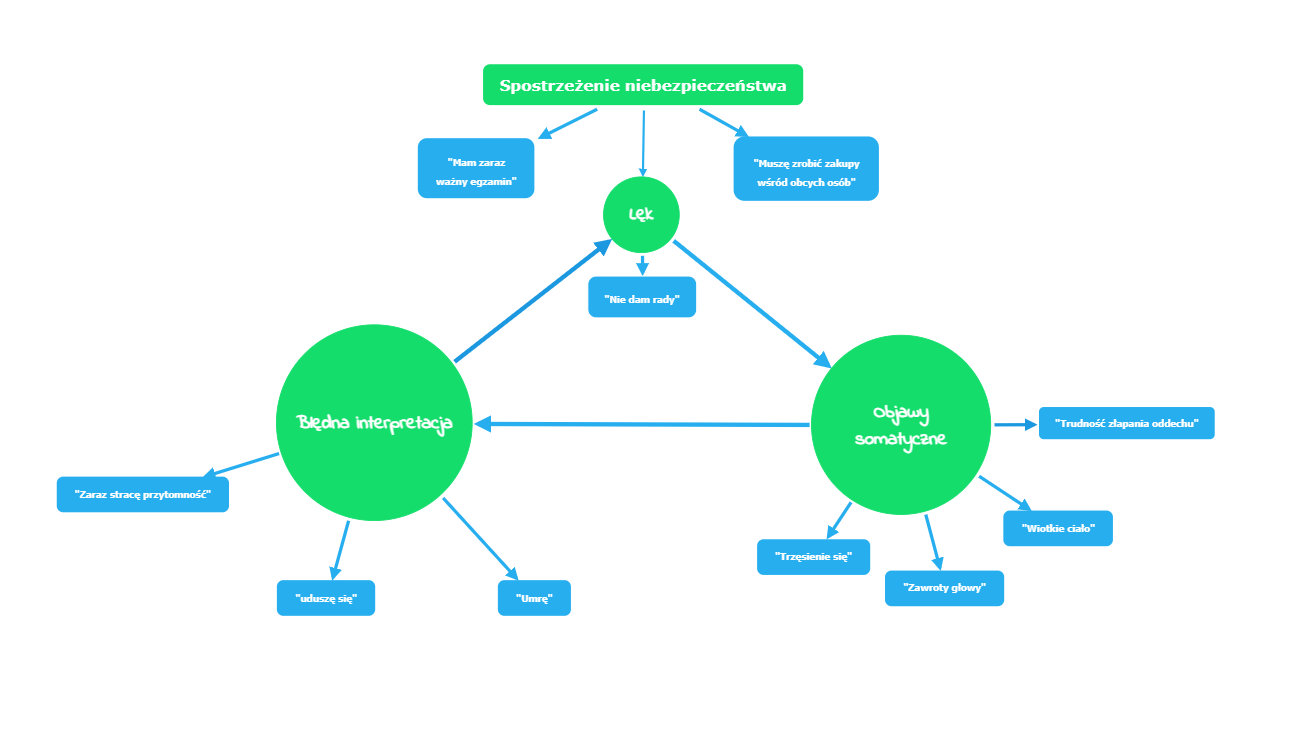 Spostrzeżenie niebezpieczeństwa
"Mam zaraz
ważny egzamin"
"Muszę zrobić zakupy
wśród obcych osób"
Lęk
"Nie dam rady"
Błędna interpretacja
Objawy
somatyczne
"Trudność złapania oddechu"
"Zaraz stracę przytomność"
"Wiotkie ciało"
"Trzęsienie się"
"Zawroty głowy"
"uduszę się"
"Umrę"